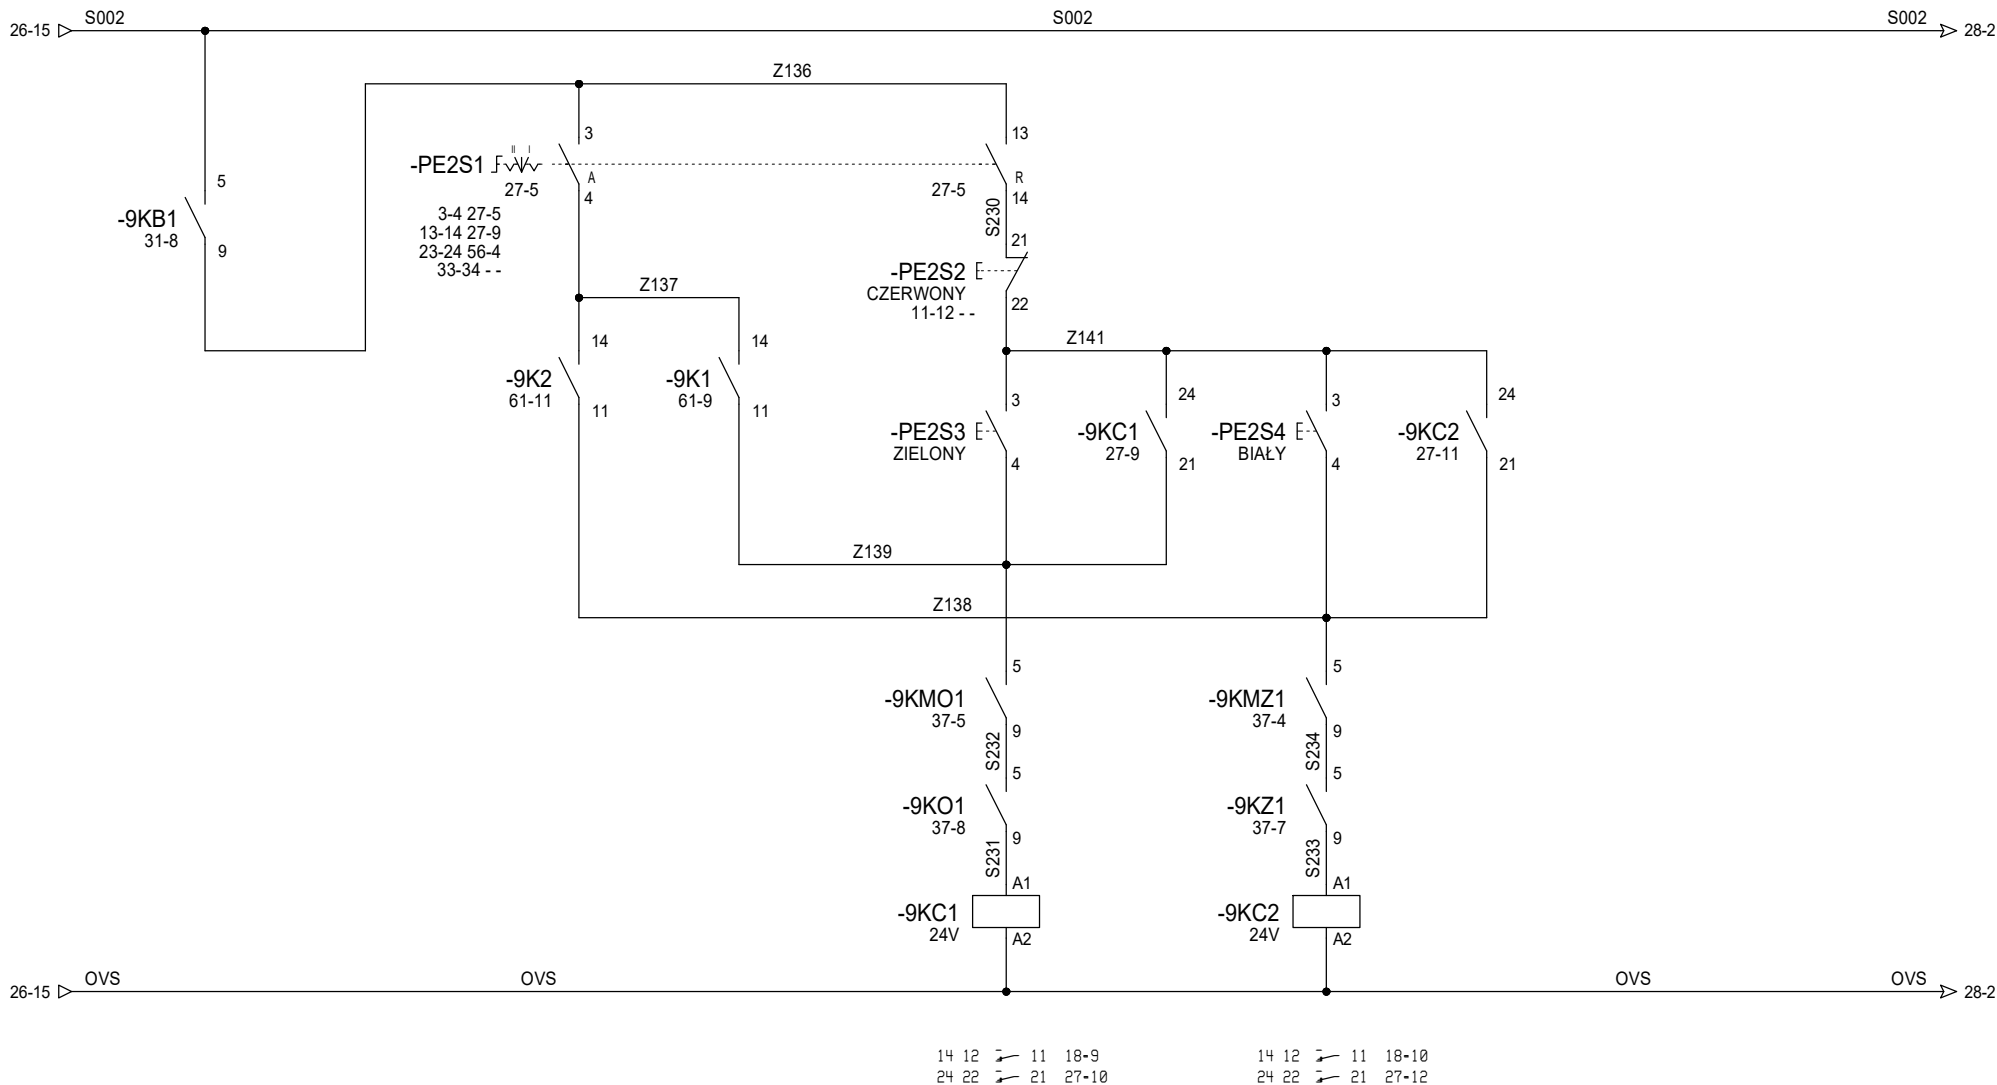 S002 S002 S002
26-15 28-2
Z136
3 13
-PE2S1 II I A R
27-5 27-5
4 14
3-4 27-5
13-14 27-9
23-24 56-4
33-34 - -
S230
5
-9KB1
31-8
9
21
-PE2S2
CZERWONY
11-12 - -
22
Z137
Z141
14 14
-9K2 -9K1
61-11 61-9
11 11
3 24 3 24
-PE2S3 -9KC1 -PE2S4 -9KC2
ZIELONY 27-9 BIAŁY 27-11
4 21 4 21
Z139
Z138
5 5
-9KMO1 -9KMZ1
37-5 37-4
9 9
S232 S234
5 5
-9KO1 -9KZ1
37-8 37-7
9 9
S231 S233
A1 A1
-9KC1 -9KC2
24V 24V
A2 A2
OVS OVS OVS OVS
26-15 28-2
14 12 11 18-9 14 12 11 18-10
24 22 21 27-10 24 22 21 27-12